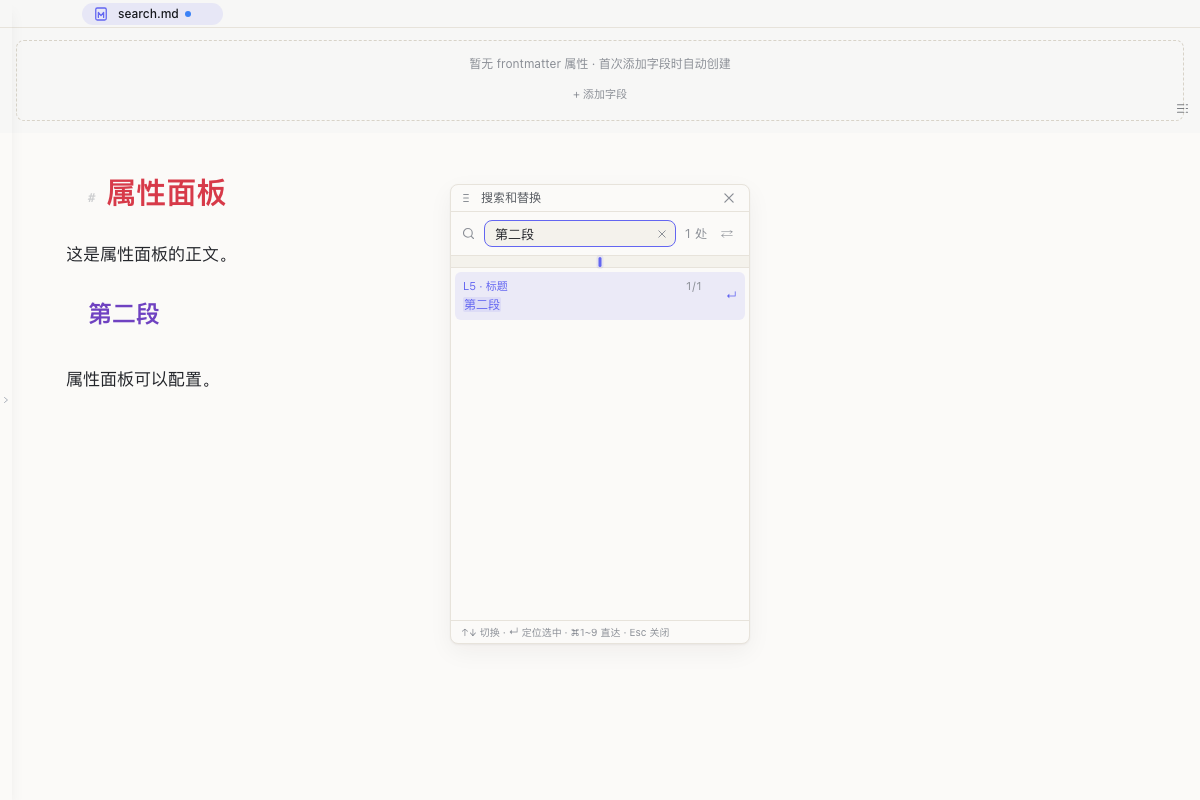 search.md
暂无 frontmatter 属性 · 首次添加字段时自动创建
+ 添加字段
# 属性面板
这是属性面板的正文。
第二段
属性面板可以配置。
搜索和替换
第二段
1 处
L5 · 标题
1/1
第二段
↑↓ 切换 · ↵ 定位选中 · ⌘1~9 直达 · Esc 关闭